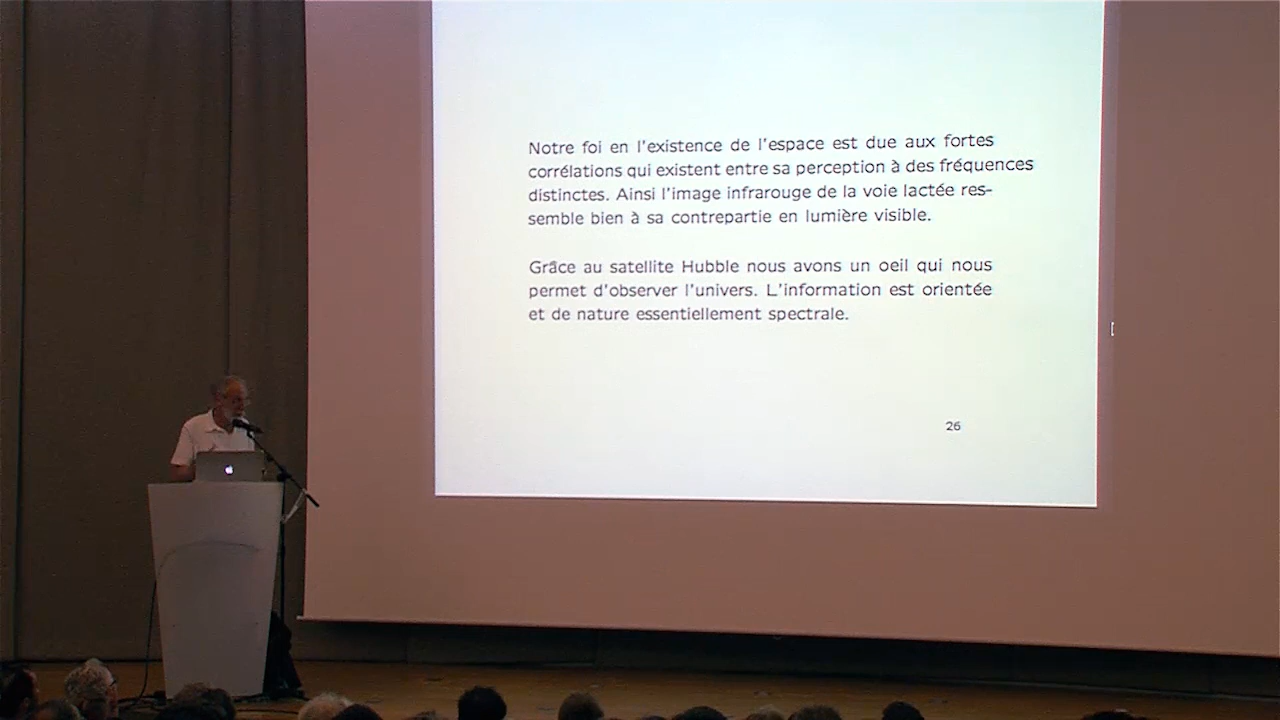 Notre foi en l'existence de l'espace est due aux fortes
corrélations qui existent entre sa perception à des fréquences
distinctes. Ainsi l'image infrarouge de la voie lactée res-
semble bien à sa contrepartie en lumière visible.
Grâce au satellite Hubble nous avons un oeil qui nous
permet d'observer l'univers. L'information est orientée
et de nature essentiellement spectrale.
26